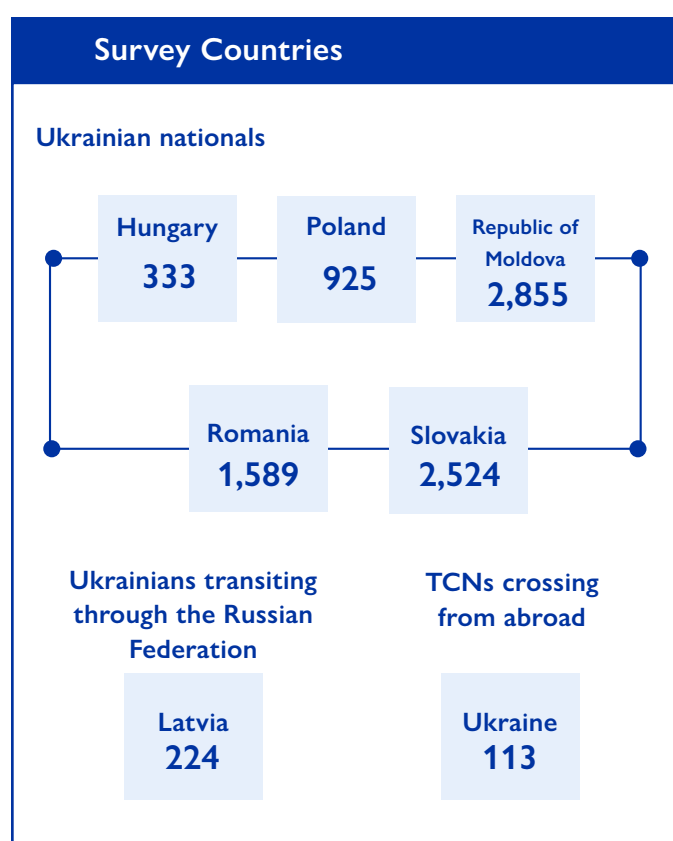 Survey Countries
Ukrainian nationals
Hungary
333
Poland
925
Republic of
Moldova
2,855
Romania
1,589
Slovakia
2,524
Ukrainians transiting
through the Russian
Federation
Latvia
224
TCNs crossing
from abroad
Ukraine
113